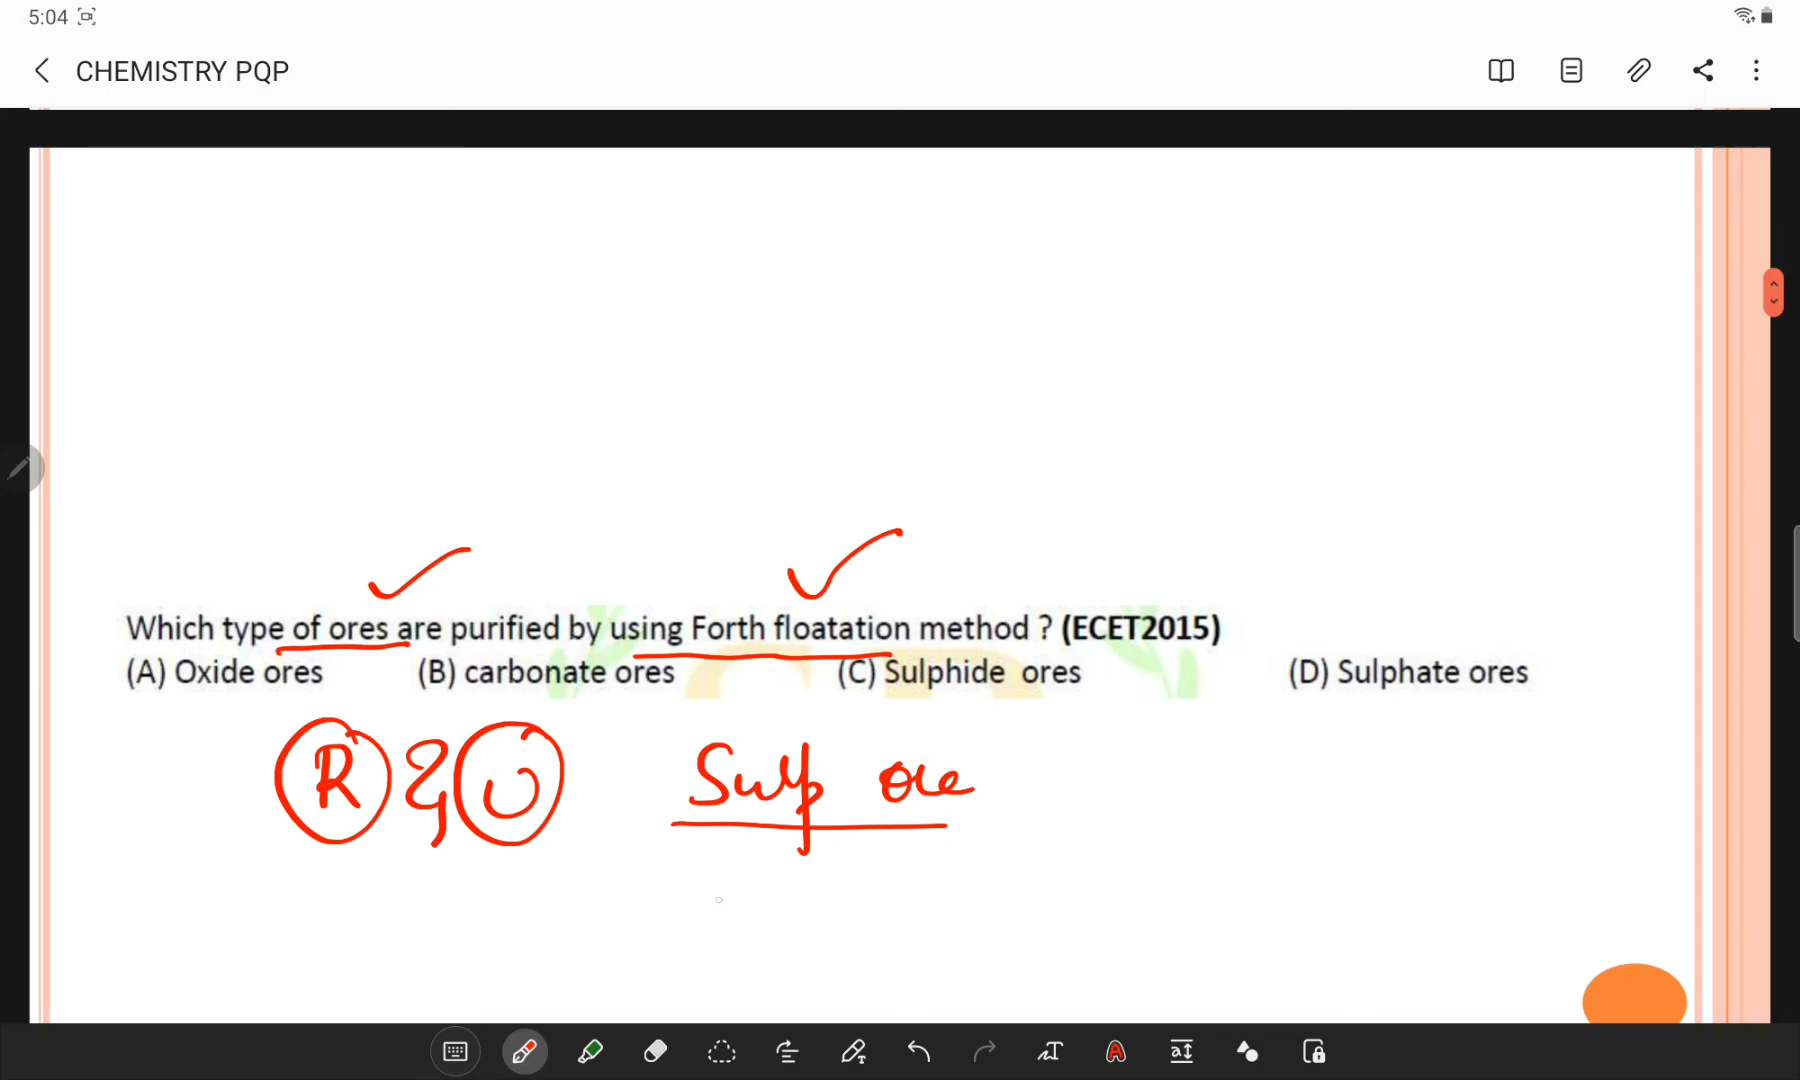 5:04
CHEMISTRY PQP
Which type of ores are purified by using Forth floatation method ? (ECET2015)
(A) Oxide ores (B) carbonate ores (C) Sulphide ores (D) Sulphate ores
R & U Sulp ore